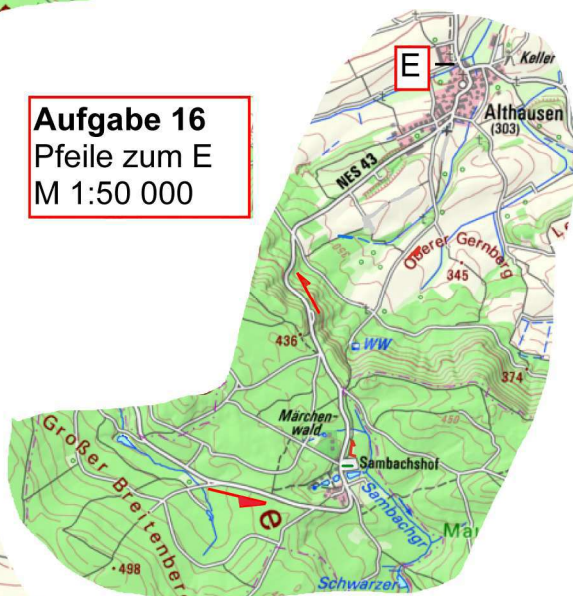 Aufgabe 16
Pfeile zum E
M 1:50 000
E
Keller
Althausen
(303)
NES 43
Oberer Gernberg
345
436
WW
374
Märchen-
wald
450
Sambachshof
Großer Breitenberg
e
Sambachgr
Mau
498
Schwarzer